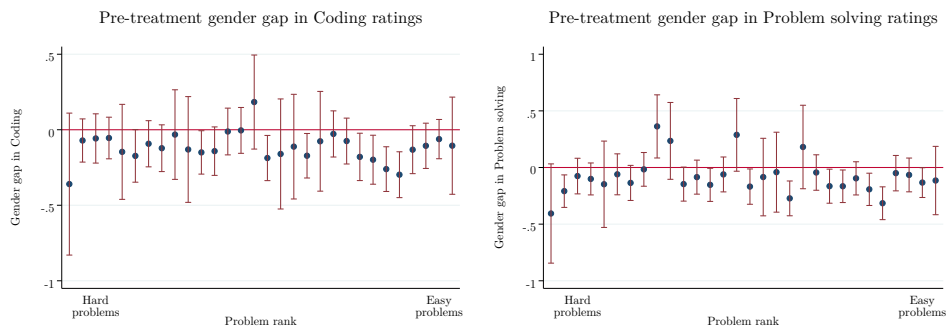 Pre-treatment gender gap in Coding ratings
Gender gap in Coding
.5
0
-.5
-1
Hard
problems
Easy
problems
Problem rank
Pre-treatment gender gap in Problem solving ratings
Gender gap in Problem solving
1
.5
0
-.5
-1
Hard
problems
Easy
problems
Problem rank